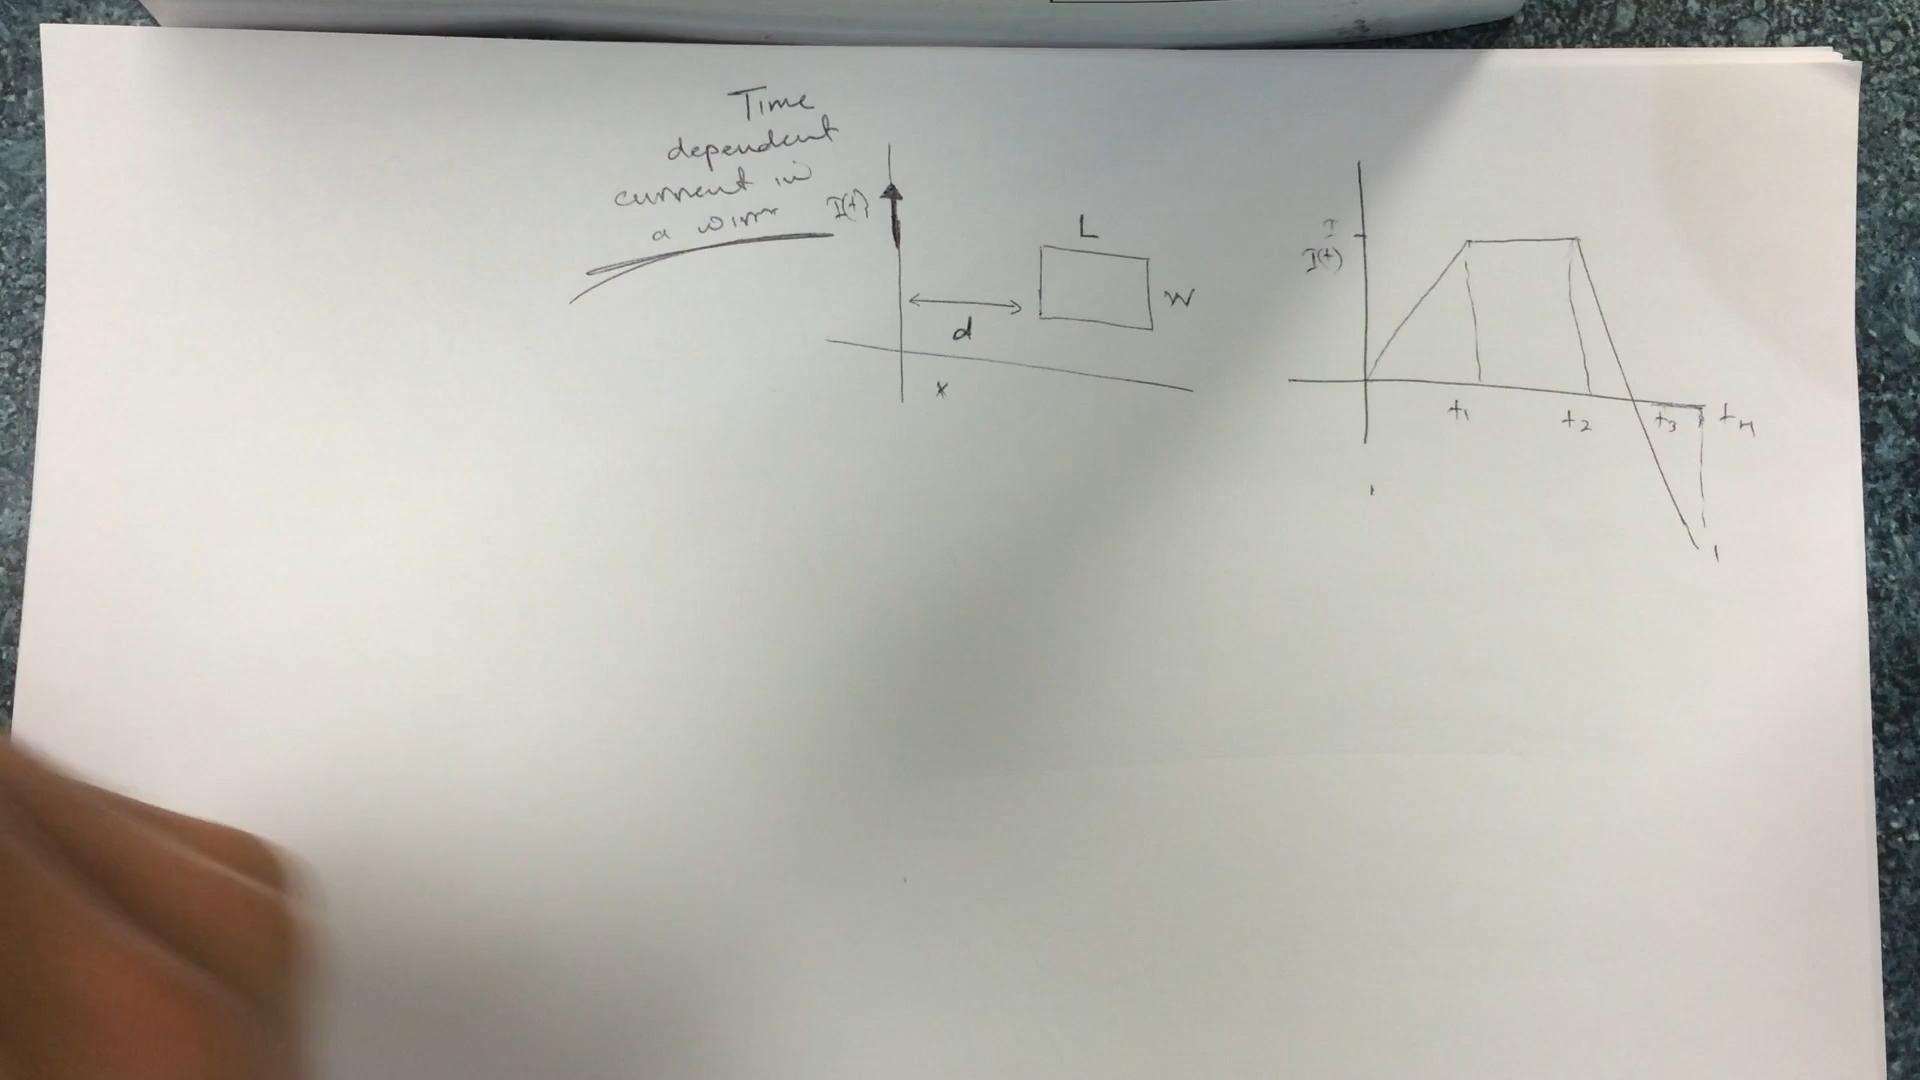 Time
dependent
current in
a wire
I(t)
L
W
d
x
I
I(t)
t1
t2
t3
t4